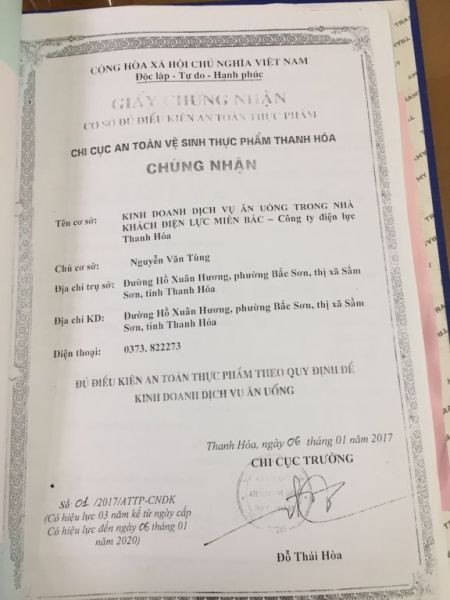 CỘNG HÒA XÃ HỘI CHỦ NGHĨA VIỆT NAM
Độc lập - Tự do - Hạnh phúc
GIẤY CHỨNG NHẬN
CƠ SỞ ĐỦ ĐIỀU KIỆN AN TOÀN THỰC PHẨM
CHI CỤC AN TOÀN VỆ SINH THỰC PHẨM THANH HÓA
CHỨNG NHẬN
Tên cơ sở: KINH DOANH DỊCH VỤ ĂN UỐNG TRONG NHÀ
KHÁCH ĐIỆN LỰC MIỀN BẮC – Công ty điện lực
Thanh Hóa
Chủ cơ sở: Nguyễn Văn Tùng
Địa chỉ trụ sở: Đường Hồ Xuân Hương, phường Bắc Sơn, thị xã Sầm
Sơn, tỉnh Thanh Hóa
Địa chỉ KD: Đường Hồ Xuân Hương, phường Bắc Sơn, thị xã Sầm
Sơn, tỉnh Thanh Hóa
Điện thoại: 0373. 822273
ĐỦ ĐIỀU KIỆN AN TOÀN THỰC PHẨM THEO QUY ĐỊNH ĐỂ
KINH DOANH DỊCH VỤ ĂN UỐNG
Thanh Hóa, ngày 06 tháng 01 năm 2017
CHI CỤC TRƯỞNG
Số: 01 /2017/ATTP-CNĐK
(Có hiệu lực 03 năm kể từ ngày cấp
Có hiệu lực đến ngày 06 tháng 01
năm 2020)
Đỗ Thái Hòa